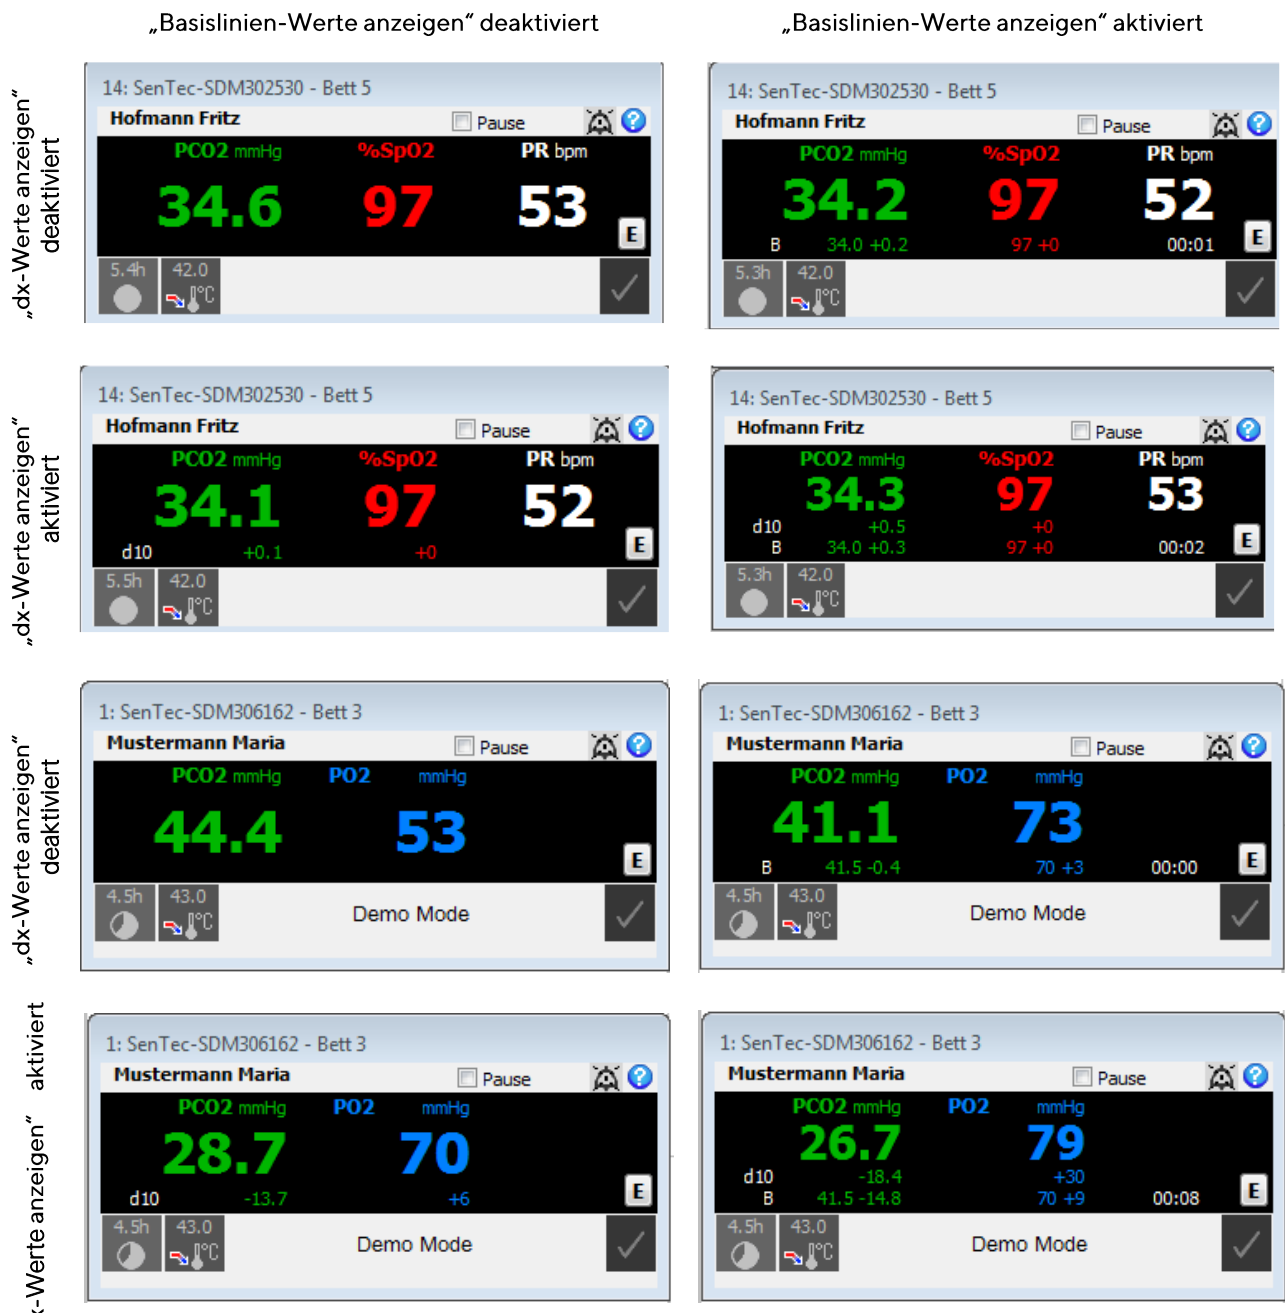 „Basislinien-Werte anzeigen“ deaktiviert
„Basislinien-Werte anzeigen“ aktiviert
„dx-Werte anzeigen“
deaktiviert
14: SenTec-SDM302530 - Bett 5
Hofmann Fritz Pause ?
PCO2 mmHg %SpO2 PR bpm
34.6 97 53
E
5.4h 42.0
°C
14: SenTec-SDM302530 - Bett 5
Hofmann Fritz Pause ?
PCO2 mmHg %SpO2 PR bpm
34.2 97 52
B 34.0 +0.2 97 +0 00:01 E
5.3h 42.0
°C
„dx-Werte anzeigen“
aktiviert
14: SenTec-SDM302530 - Bett 5
Hofmann Fritz Pause ?
PCO2 mmHg %SpO2 PR bpm
34.1 97 52
d10 +0.1 +0 E
5.5h 42.0
°C
14: SenTec-SDM302530 - Bett 5
Hofmann Fritz Pause ?
PCO2 mmHg %SpO2 PR bpm
34.3 97 53
d10 +0.5 +0
B 34.0 +0.3 97 +0 00:02 E
5.3h 42.0
°C
„dx-Werte anzeigen“
deaktiviert
1: SenTec-SDM306162 - Bett 3
Mustermann Maria Pause ?
PCO2 mmHg PO2 mmHg
44.4 53
E
4.5h 43.0
°C
Demo Mode
1: SenTec-SDM306162 - Bett 3
Mustermann Maria Pause ?
PCO2 mmHg PO2 mmHg
41.1 73
B 41.5 -0.4 70 +3 00:00 E
4.5h 43.0
°C
Demo Mode
x-Werte anzeigen“ aktiviert
1: SenTec-SDM306162 - Bett 3
Mustermann Maria Pause ?
PCO2 mmHg PO2 mmHg
28.7 70
d10 -13.7 +6 E
4.5h 43.0
°C
Demo Mode
1: SenTec-SDM306162 - Bett 3
Mustermann Maria Pause ?
PCO2 mmHg PO2 mmHg
26.7 79
d10 -18.4 +30
B 41.5 -14.8 70 +9 00:08 E
4.5h 43.0
°C
Demo Mode